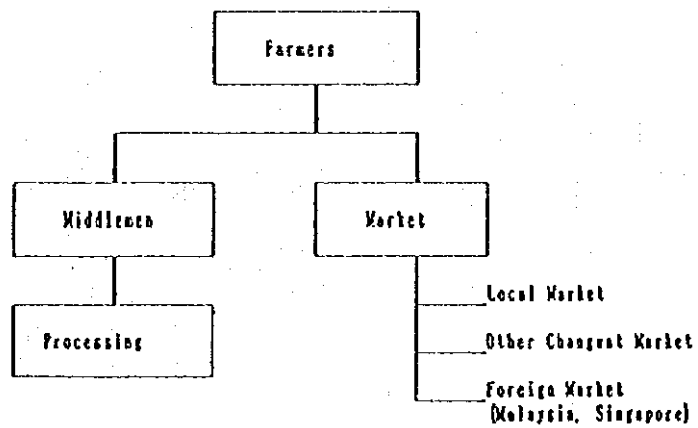 Farmers
Middlemen
Market
Processing
Local Market
Other Changwat Market
Foreign Market
(Malaysia, Singapore)